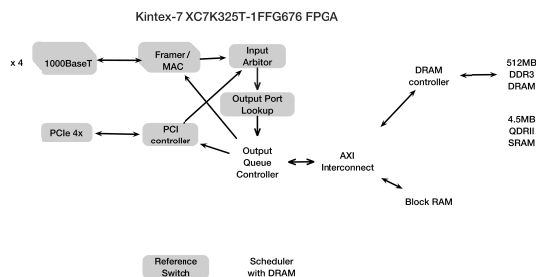 Kintex-7 XC7K325T-1FFG676 FPGA
x 4
1000BaseT
Framer /
MAC
Input
Arbitor
Output Port
Lookup
DRAM
controller
512MB
DDR3
DRAM
4.5MB
QDRII
SRAM
PCIe 4x
PCI
controller
Output
Queue
Controller
AXI
Interconnect
Block RAM
Reference
Switch
Scheduler
with DRAM